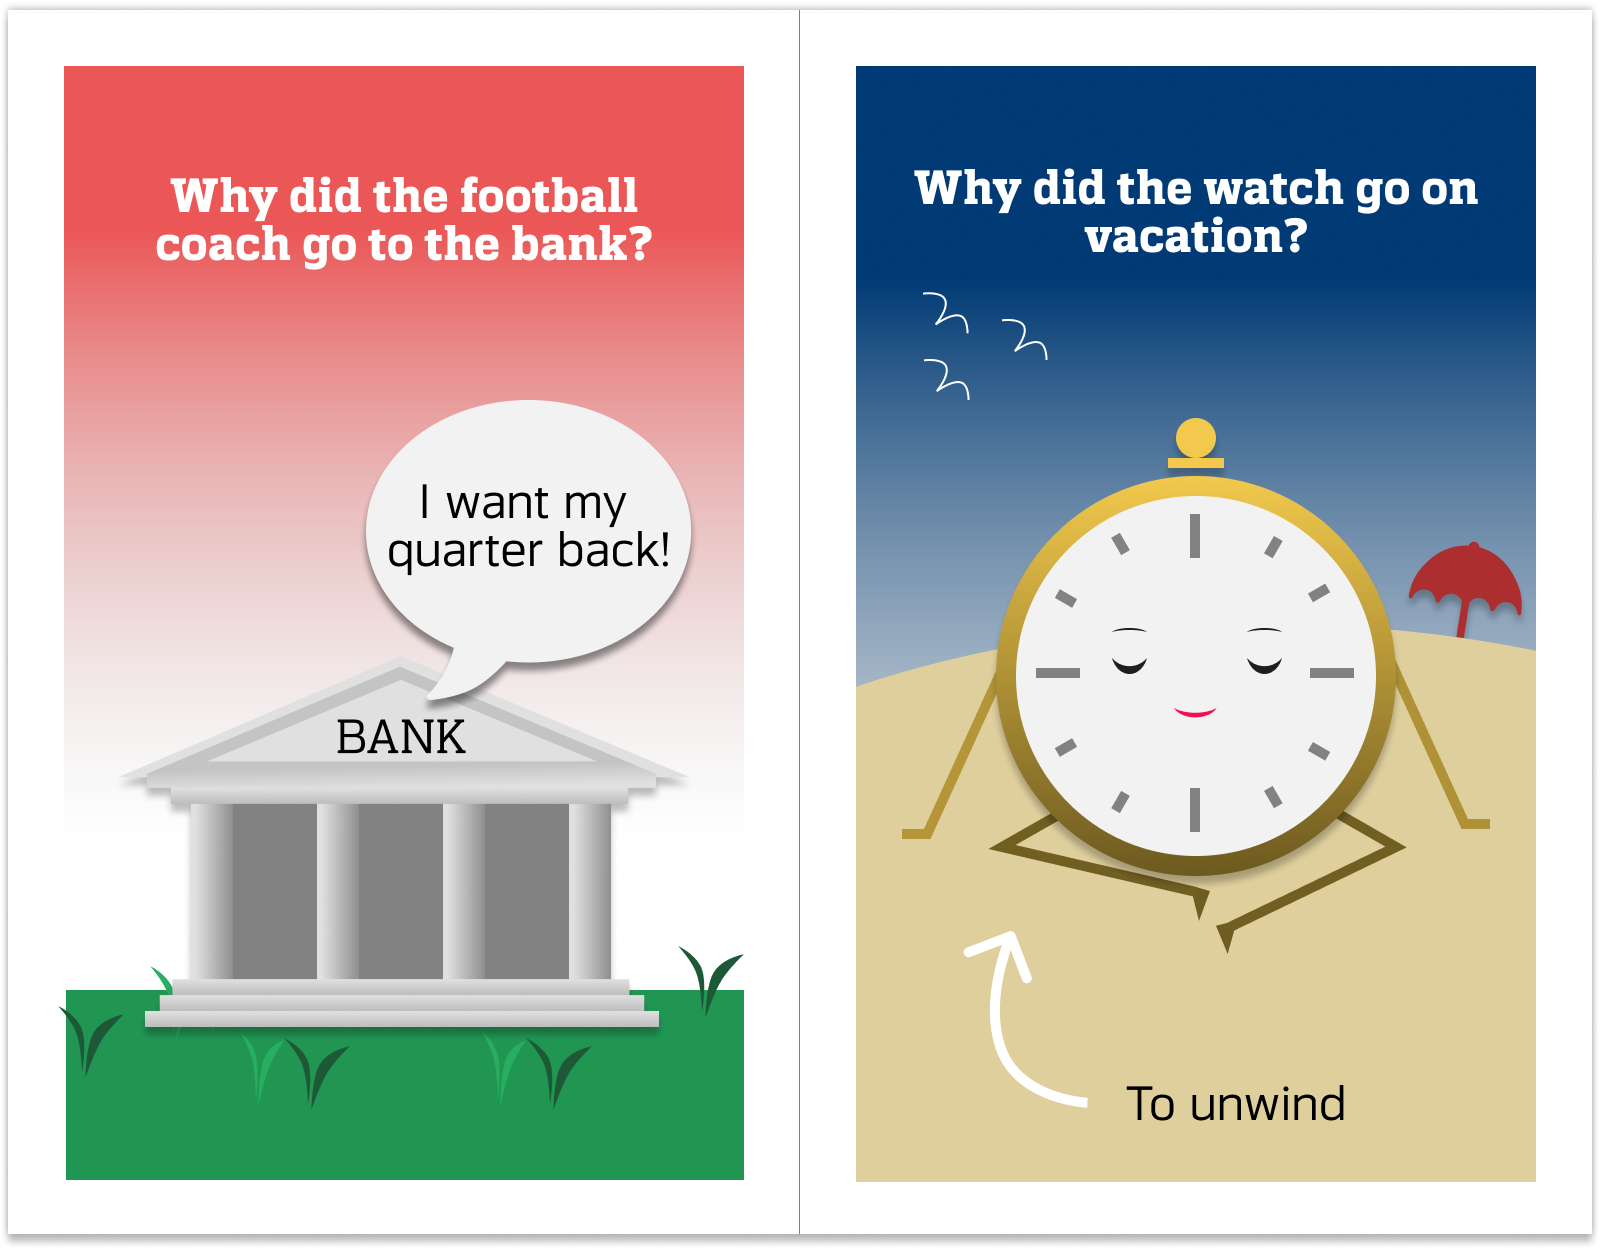 Why did the football
coach go to the bank?
I want my
quarter back!
BANK
Why did the watch go on
vacation?
To unwind